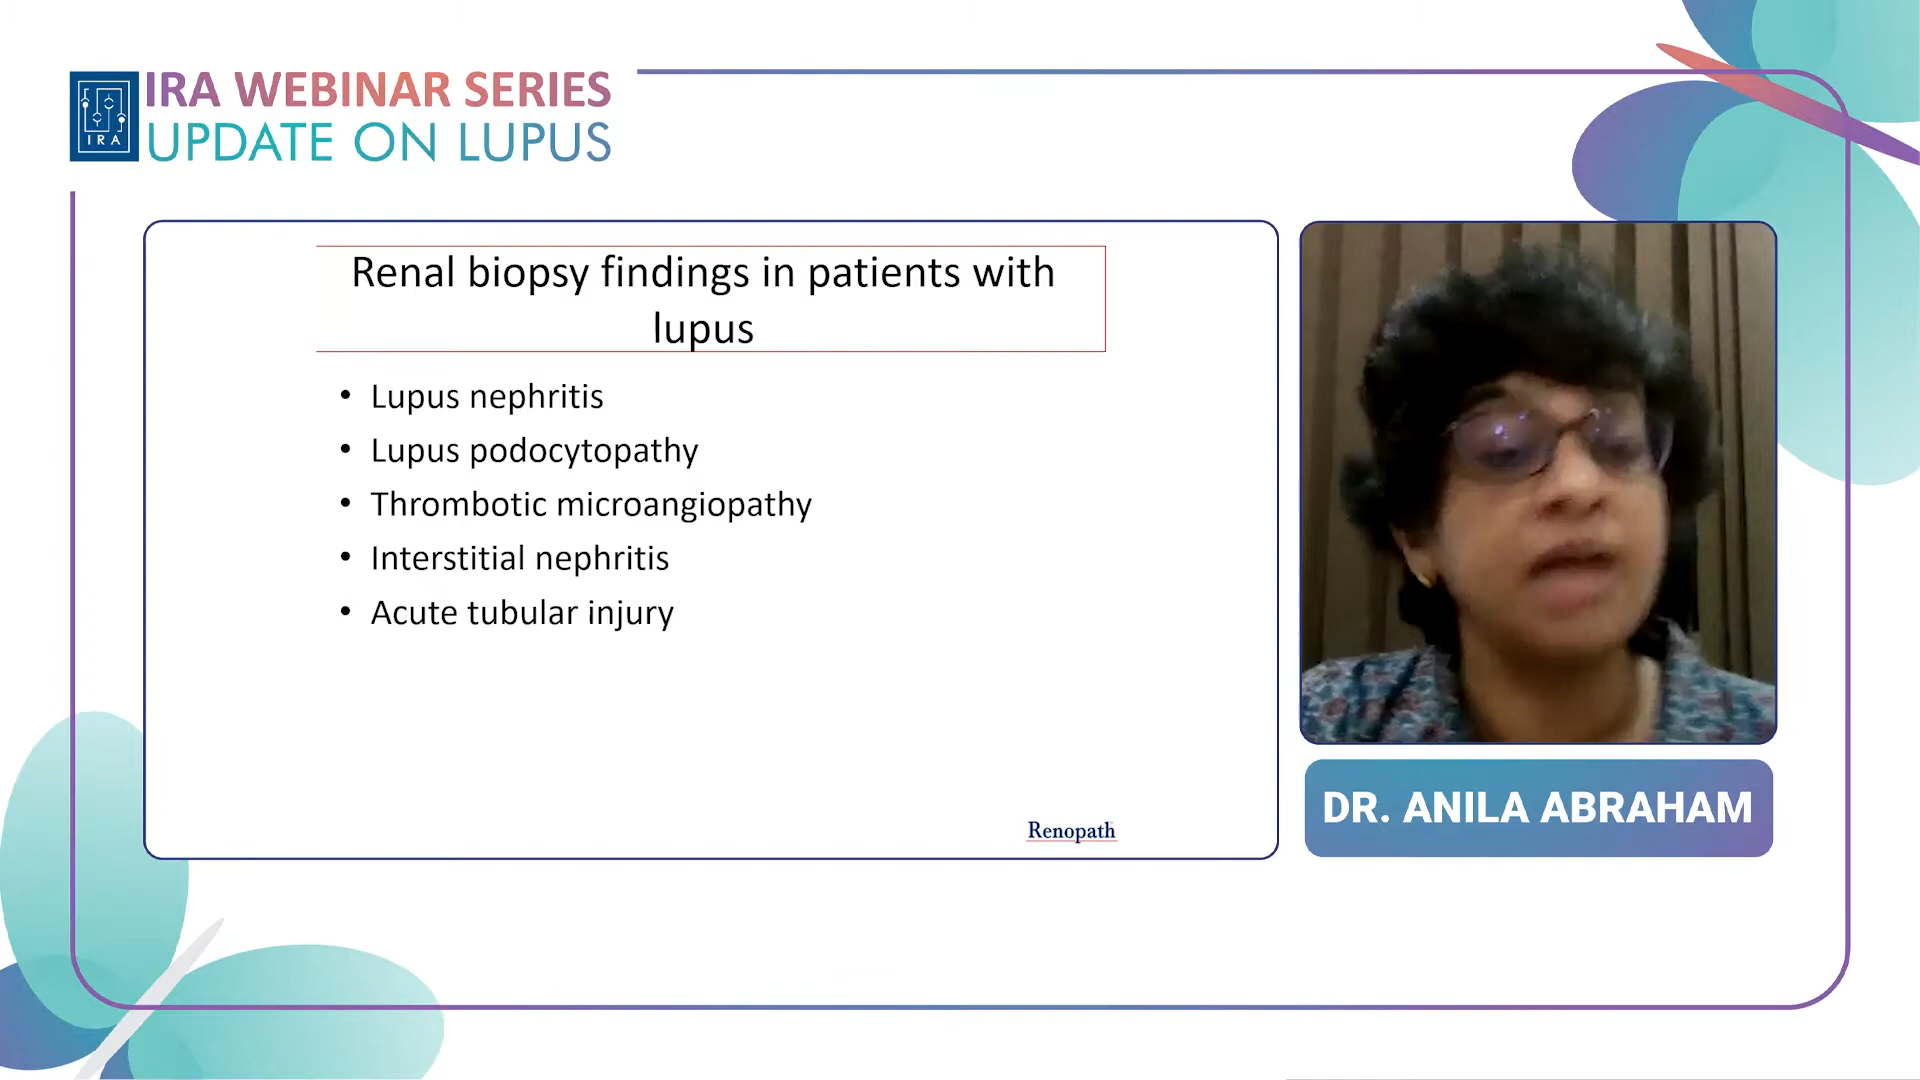 IRA WEBINAR SERIES
UPDATE ON LUPUS
IRA
Renal biopsy findings in patients with
lupus
• Lupus nephritis
• Lupus podocytopathy
• Thrombotic microangiopathy
• Interstitial nephritis
• Acute tubular injury
Renopath
DR. ANILA ABRAHAM